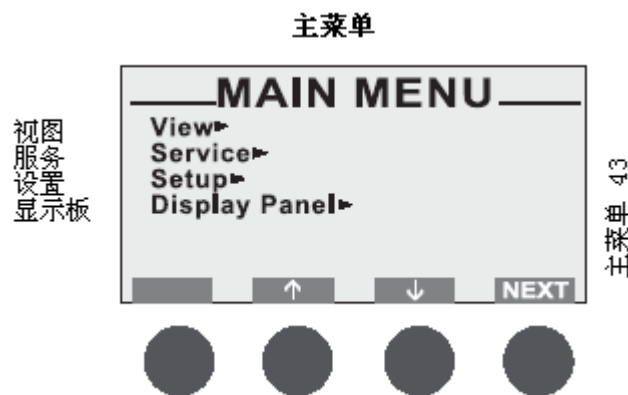 主菜单
MAIN MENU
视图
服务
设置
显示板
View►
Service►
Setup►
Display Panel►
↑
↓
NEXT
主菜单 43